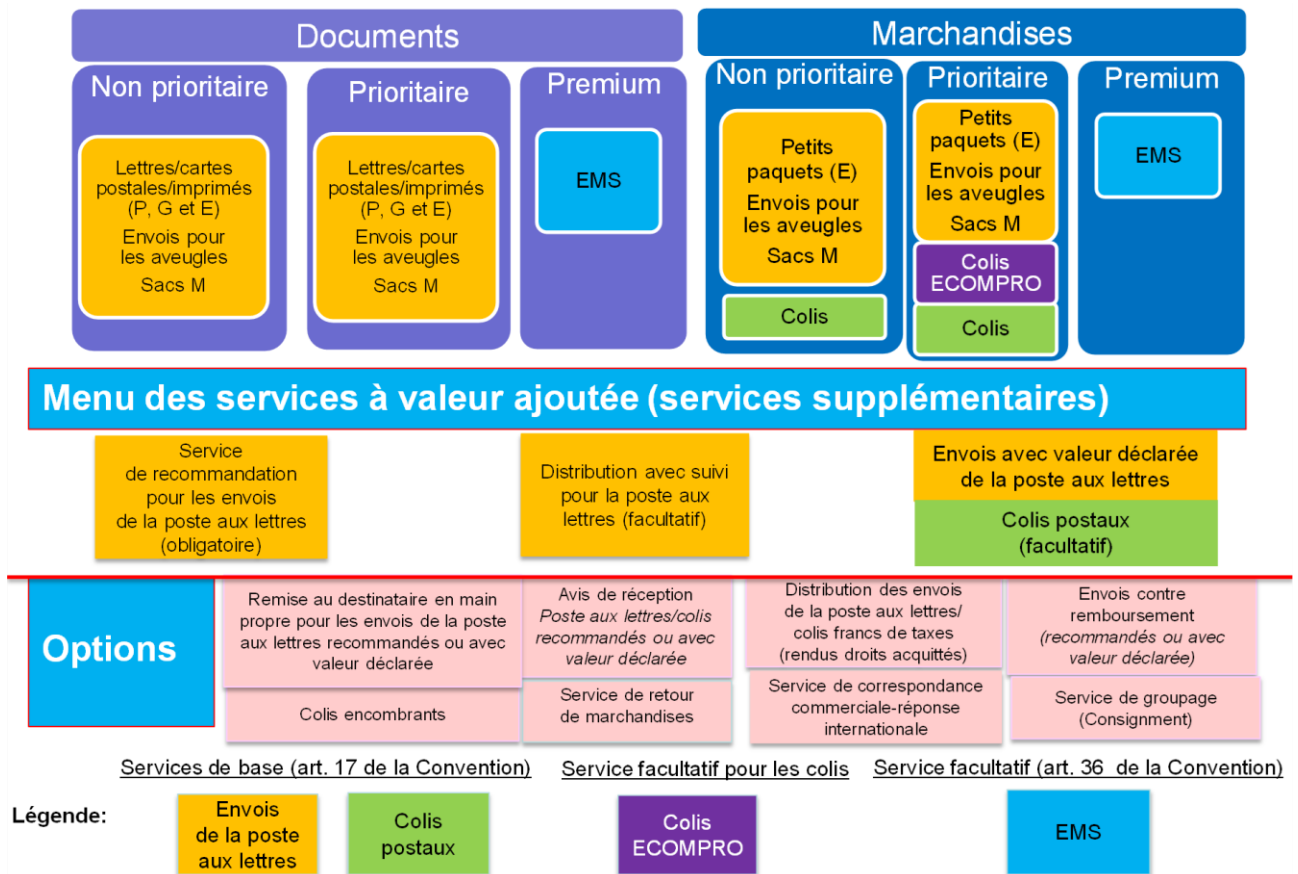 Documents
Non prioritaire
Lettres/cartes
postales/imprimés
(P, G et E)
Envois pour
les aveugles
Sacs M
Prioritaire
Lettres/cartes
postales/imprimés
(P, G et E)
Envois pour
les aveugles
Sacs M
Premium
EMS
Marchandises
Non prioritaire
Petits
paquets (E)
Envois pour
les aveugles
Sacs M
Colis
Prioritaire
Petits
paquets (E)
Envois pour
les aveugles
Sacs M
Colis
ECOMPRO
Colis
Premium
EMS
Menu des services à valeur ajoutée (services supplémentaires)
Service
de recommandation
pour les envois
de la poste aux lettres
(obligatoire)
Distribution avec suivi
pour la poste aux
lettres (facultatif)
Envois avec valeur déclarée
de la poste aux lettres
Colis postaux
(facultatif)
Options
Remise au destinataire en main
propre pour les envois de la poste
aux lettres recommandés ou avec
valeur déclarée
Avis de réception
Poste aux lettres/colis
recommandés ou avec
valeur déclarée
Distribution des envois
de la poste aux lettres/
colis francs de taxes
(rendus droits acquittés)
Envois contre
remboursement
(recommandés ou avec
valeur déclarée)
Colis encombrants
Service de retour
de marchandises
Service de correspondance
commerciale-réponse
internationale
Service de groupage
(Consignment)
Services de base (art. 17 de la Convention)
Service facultatif pour les colis
Service facultatif (art. 36 de la Convention)
Légende:
Envois
de la poste
aux lettres
Colis
postaux
Colis
ECOMPRO
EMS